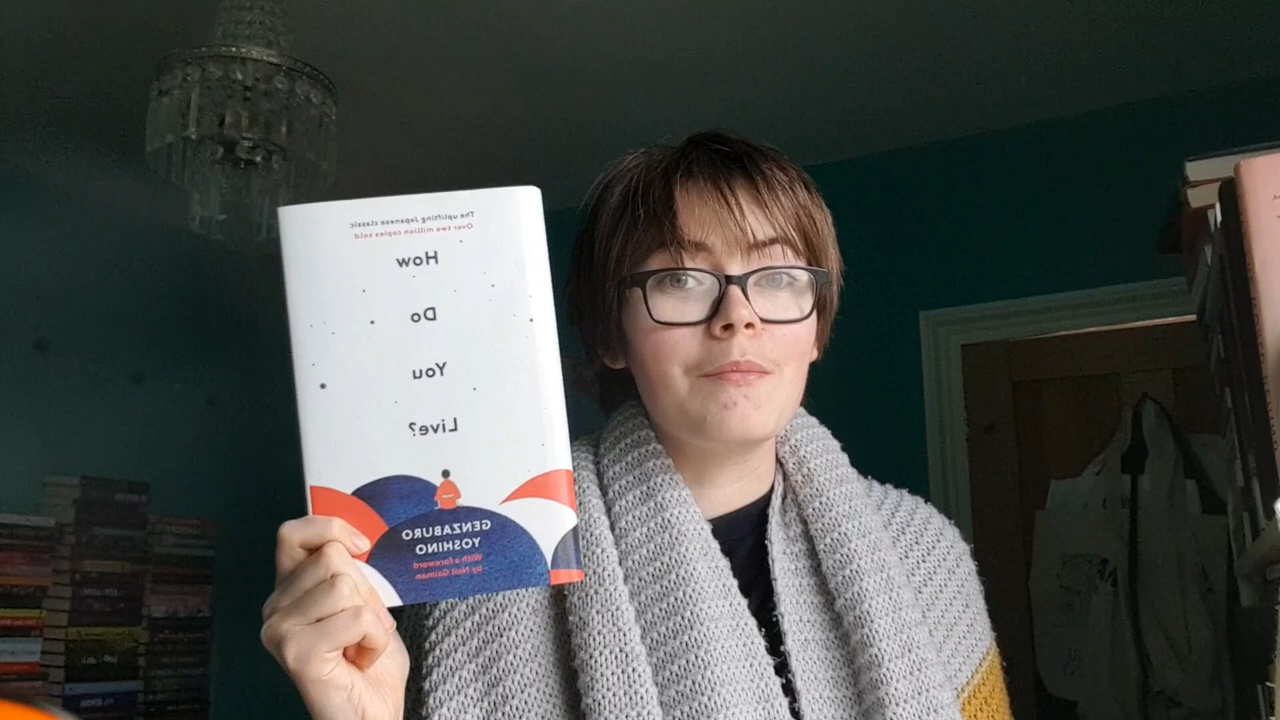 The uplifting Japanese classic
Over two million copies sold
How
Do
You
Live?
GENZABURO
YOSHINO
With a foreword
by Neil Gaiman